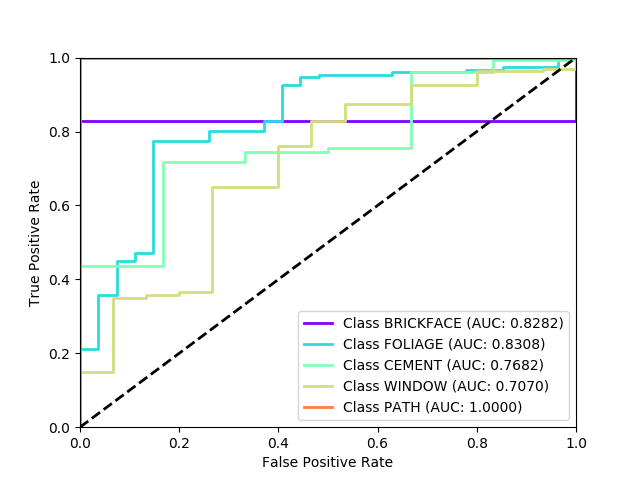 1.0
0.8
0.6
0.4
0.2
0.0
True Positive Rate
Class BRICKFACE (AUC: 0.8282)
Class FOLIAGE (AUC: 0.8308)
Class CEMENT (AUC: 0.7682)
Class WINDOW (AUC: 0.7070)
Class PATH (AUC: 1.0000)
0.0 0.2 0.4 0.6 0.8 1.0
False Positive Rate